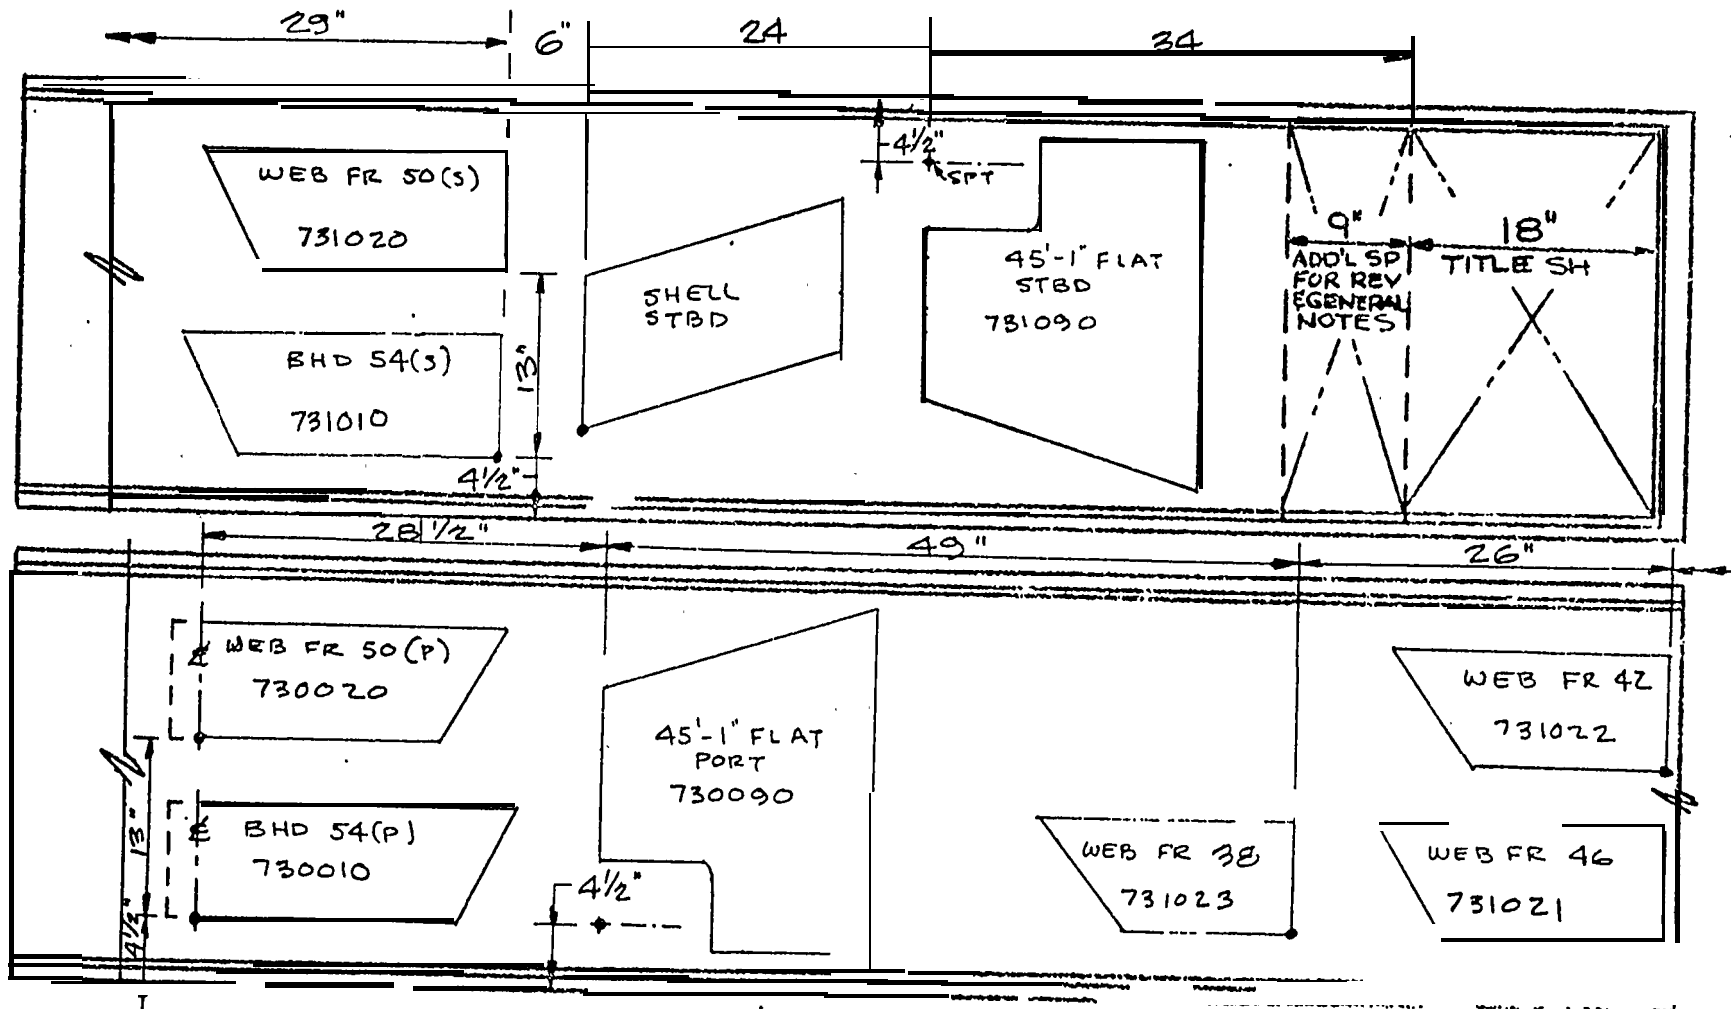 29"
6"
24
34
4½"
SPT
WEB FR 50(S)
731020
SHELL
STBD
45'-1" FLAT
STBD
731090
9"
ADD'L SP
FOR REV
&GENERAL
NOTES
18"
TITLE SH
BHD 54(S)
731010
13"
4½"
28 1/2"
49"
26"
WEB FR 50(P)
730020
45'-1" FLAT
PORT
730090
WEB FR 42
731022
13"
BHD 54(P)
730010
4½"
4½"
WEB FR 38
731023
WEB FR 46
731021